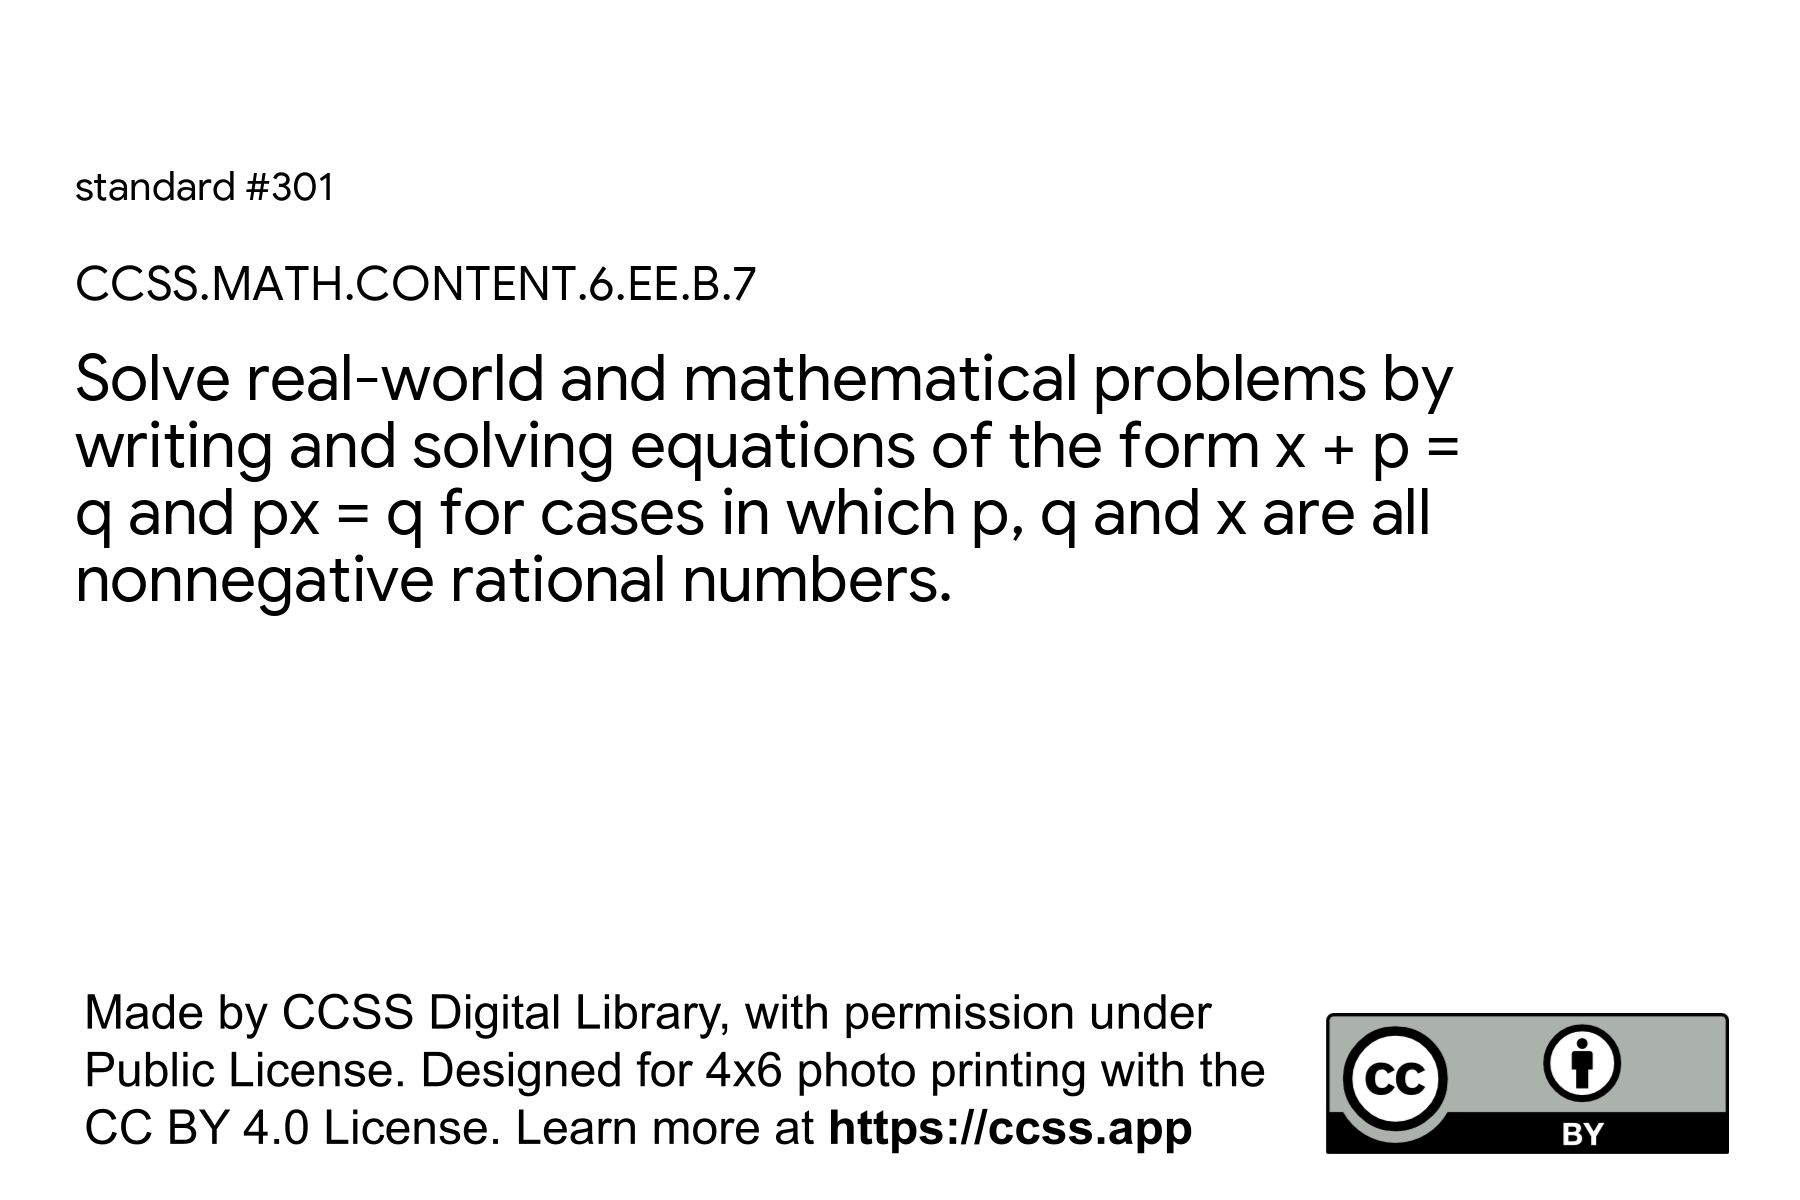 standard #301
CCSS.MATH.CONTENT.6.EE.B.7
Solve real-world and mathematical problems by
writing and solving equations of the form x + p =
q and px = q for cases in which p, q and x are all
nonnegative rational numbers.
Made by CCSS Digital Library, with permission under
Public License. Designed for 4x6 photo printing with the
CC BY 4.0 License. Learn more at https://ccss.app
CC
BY